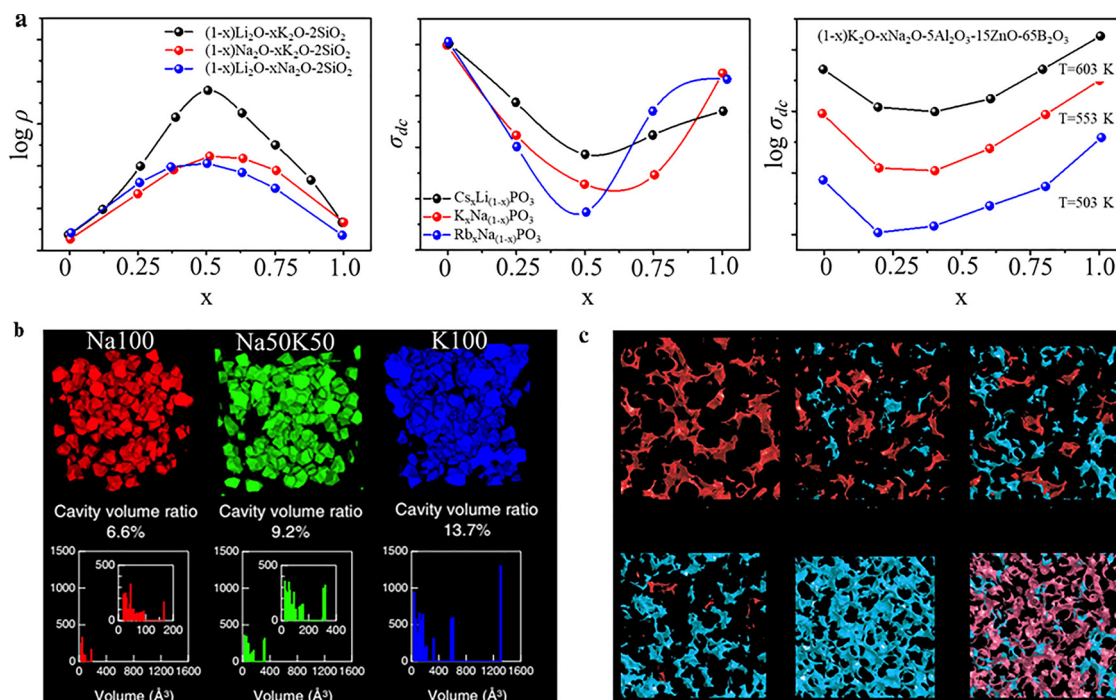 a
(1-x)Li₂O-xK₂O-2SiO₂
(1-x)Na₂O-xK₂O-2SiO₂
(1-x)Li₂O-xNa₂O-2SiO₂
log ρ
0 0.25 0.5 0.75 1.0
x
σdc
CsₓLi(1-x)PO₃
KₓNa(1-x)PO₃
RbₓNa(1-x)PO₃
0 0.25 0.5 0.75 1.0
x
(1-x)K₂O-xNa₂O-5Al₂O₃-15ZnO-65B₂O₃
T=603 K
T=553 K
T=503 K
log σdc
0 0.25 0.5 0.75 1.0
x
b
Na100 Na50K50 K100
Cavity volume ratio
6.6%
Cavity volume ratio
9.2%
Cavity volume ratio
13.7%
1500
1000
500
0
500
0
0 100 200
0 600 1200 1600
Volume (Å³)
1500
1000
500
0
500
0
0 200 400
0 600 1200 1600
Volume (Å³)
1500
1000
500
0
0 600 1200 1600
Volume (Å³)
c